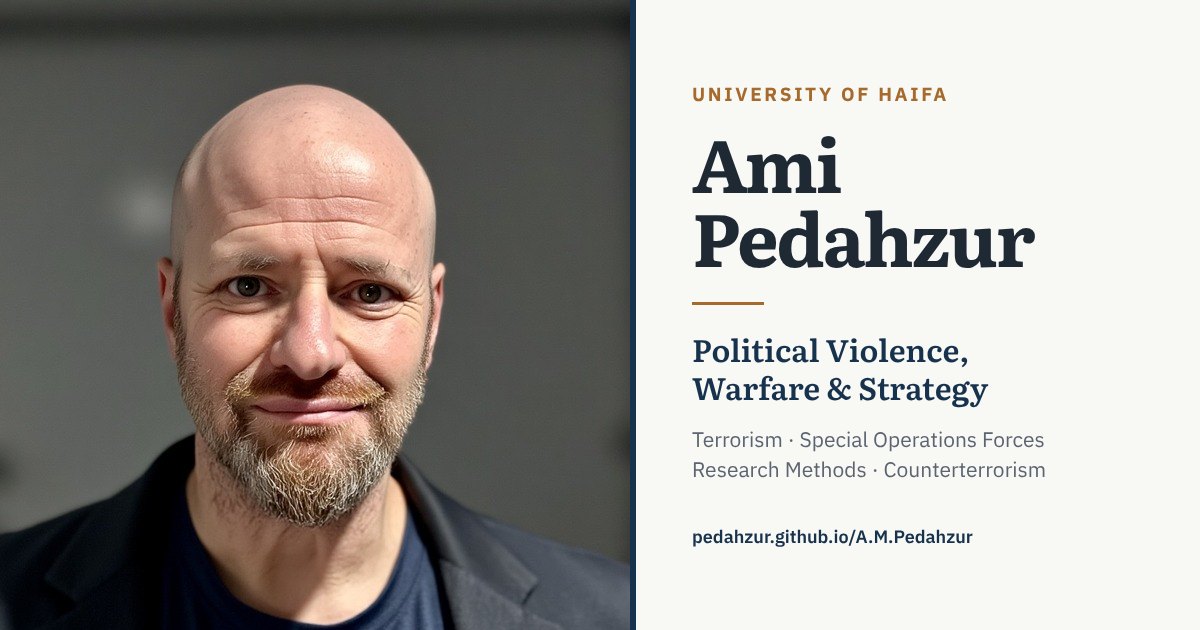 UNIVERSITY OF HAIFA
Ami
Pedahzur
Political Violence,
Warfare & Strategy
Terrorism · Special Operations Forces
Research Methods · Counterterrorism
pedahzur.github.io/A.M.Pedahzur